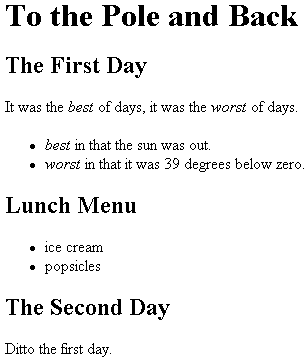 To the Pole and Back
The First Day
It was the best of days, it was the worst of days.
• best in that the sun was out.
• worst in that it was 39 degrees below zero.
Lunch Menu
• ice cream
• popsicles
The Second Day
Ditto the first day.